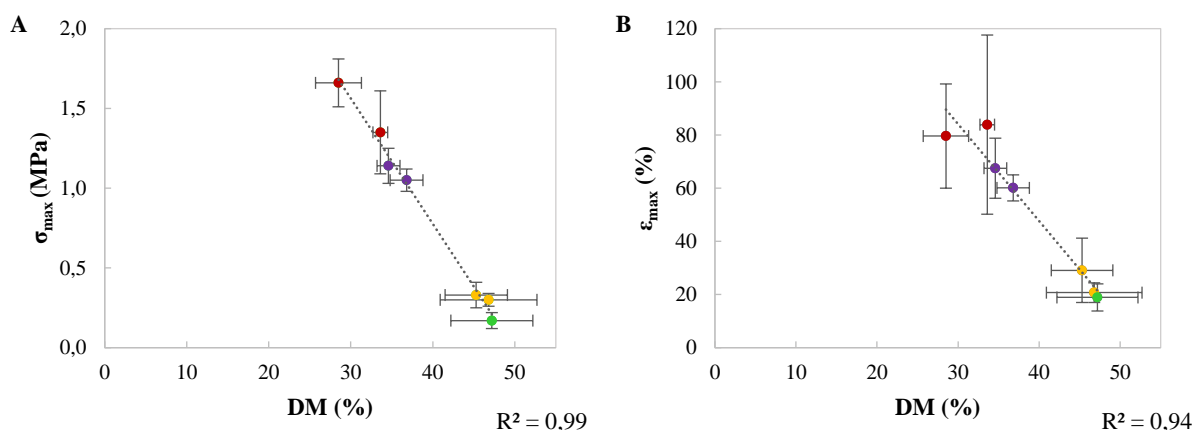 A
σmax (MPa)
2,0
1,5
1,0
0,5
0,0
0 10 20 30 40 50
DM (%)
R² = 0,99
B
εmax (%)
120
100
80
60
40
20
0
0 10 20 30 40 50
DM (%)
R² = 0,94